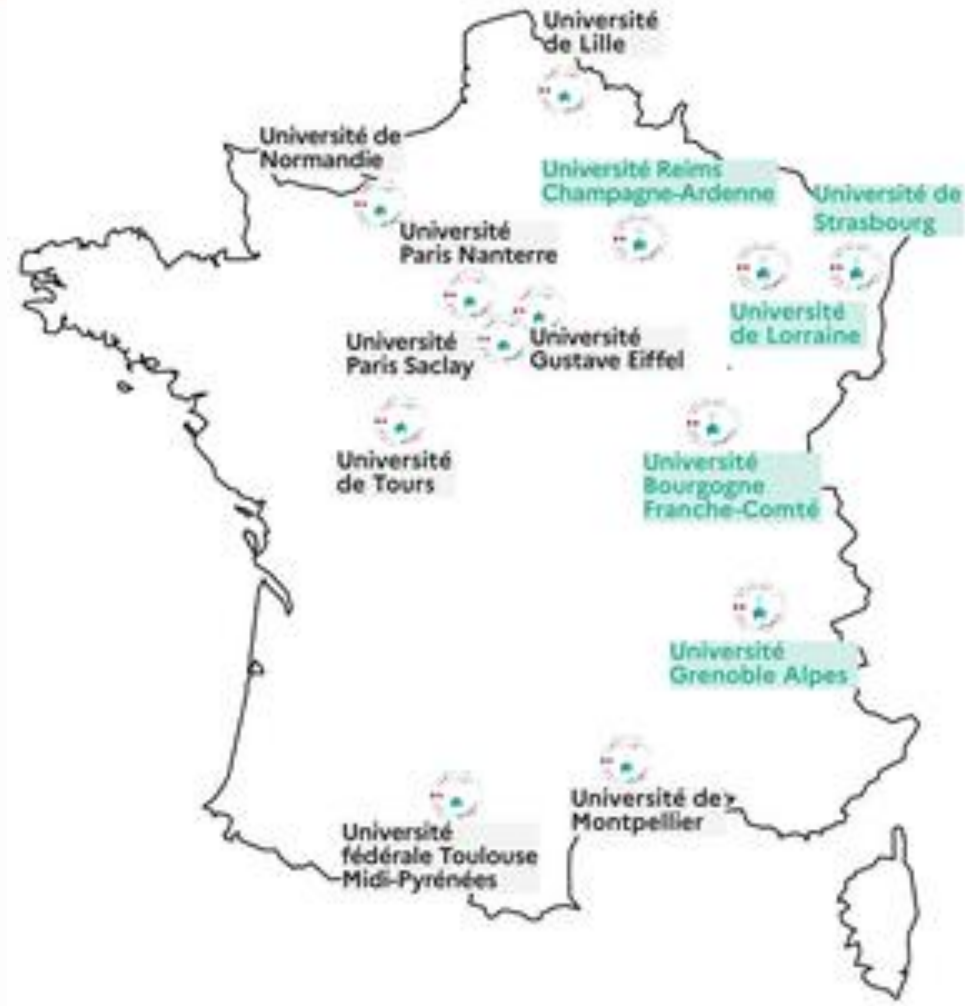 Université
de Lille
Université de
Normandie
Université Reims
Champagne-Ardenne
Université de
Strasbourg
Université
Paris Nanterre
Université
de Lorraine
Université
Paris Saclay
Université
Gustave Eiffel
Université
de Tours
Université
Bourgogne
Franche-Comté
Université
Grenoble Alpes
Université de
Montpellier
Université
fédérale Toulouse
Midi-Pyrénées